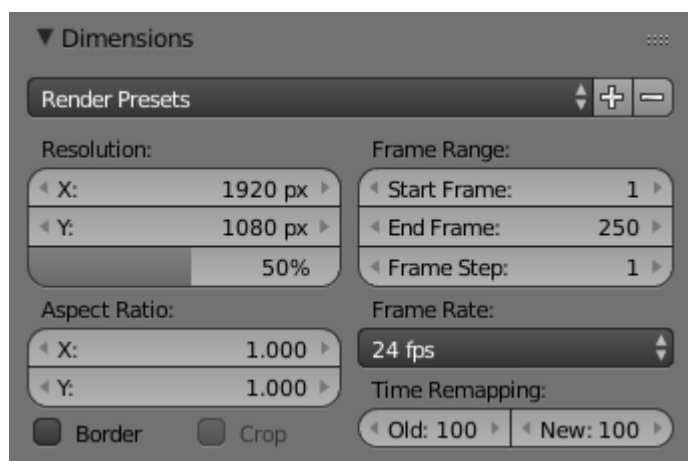 Dimensions
Render Presets
Resolution:
X: 1920 px
Y: 1080 px
50%
Aspect Ratio:
X: 1.000
Y: 1.000
Border Crop
Frame Range:
Start Frame: 1
End Frame: 250
Frame Step: 1
Frame Rate:
24 fps
Time Remapping:
Old: 100 New: 100